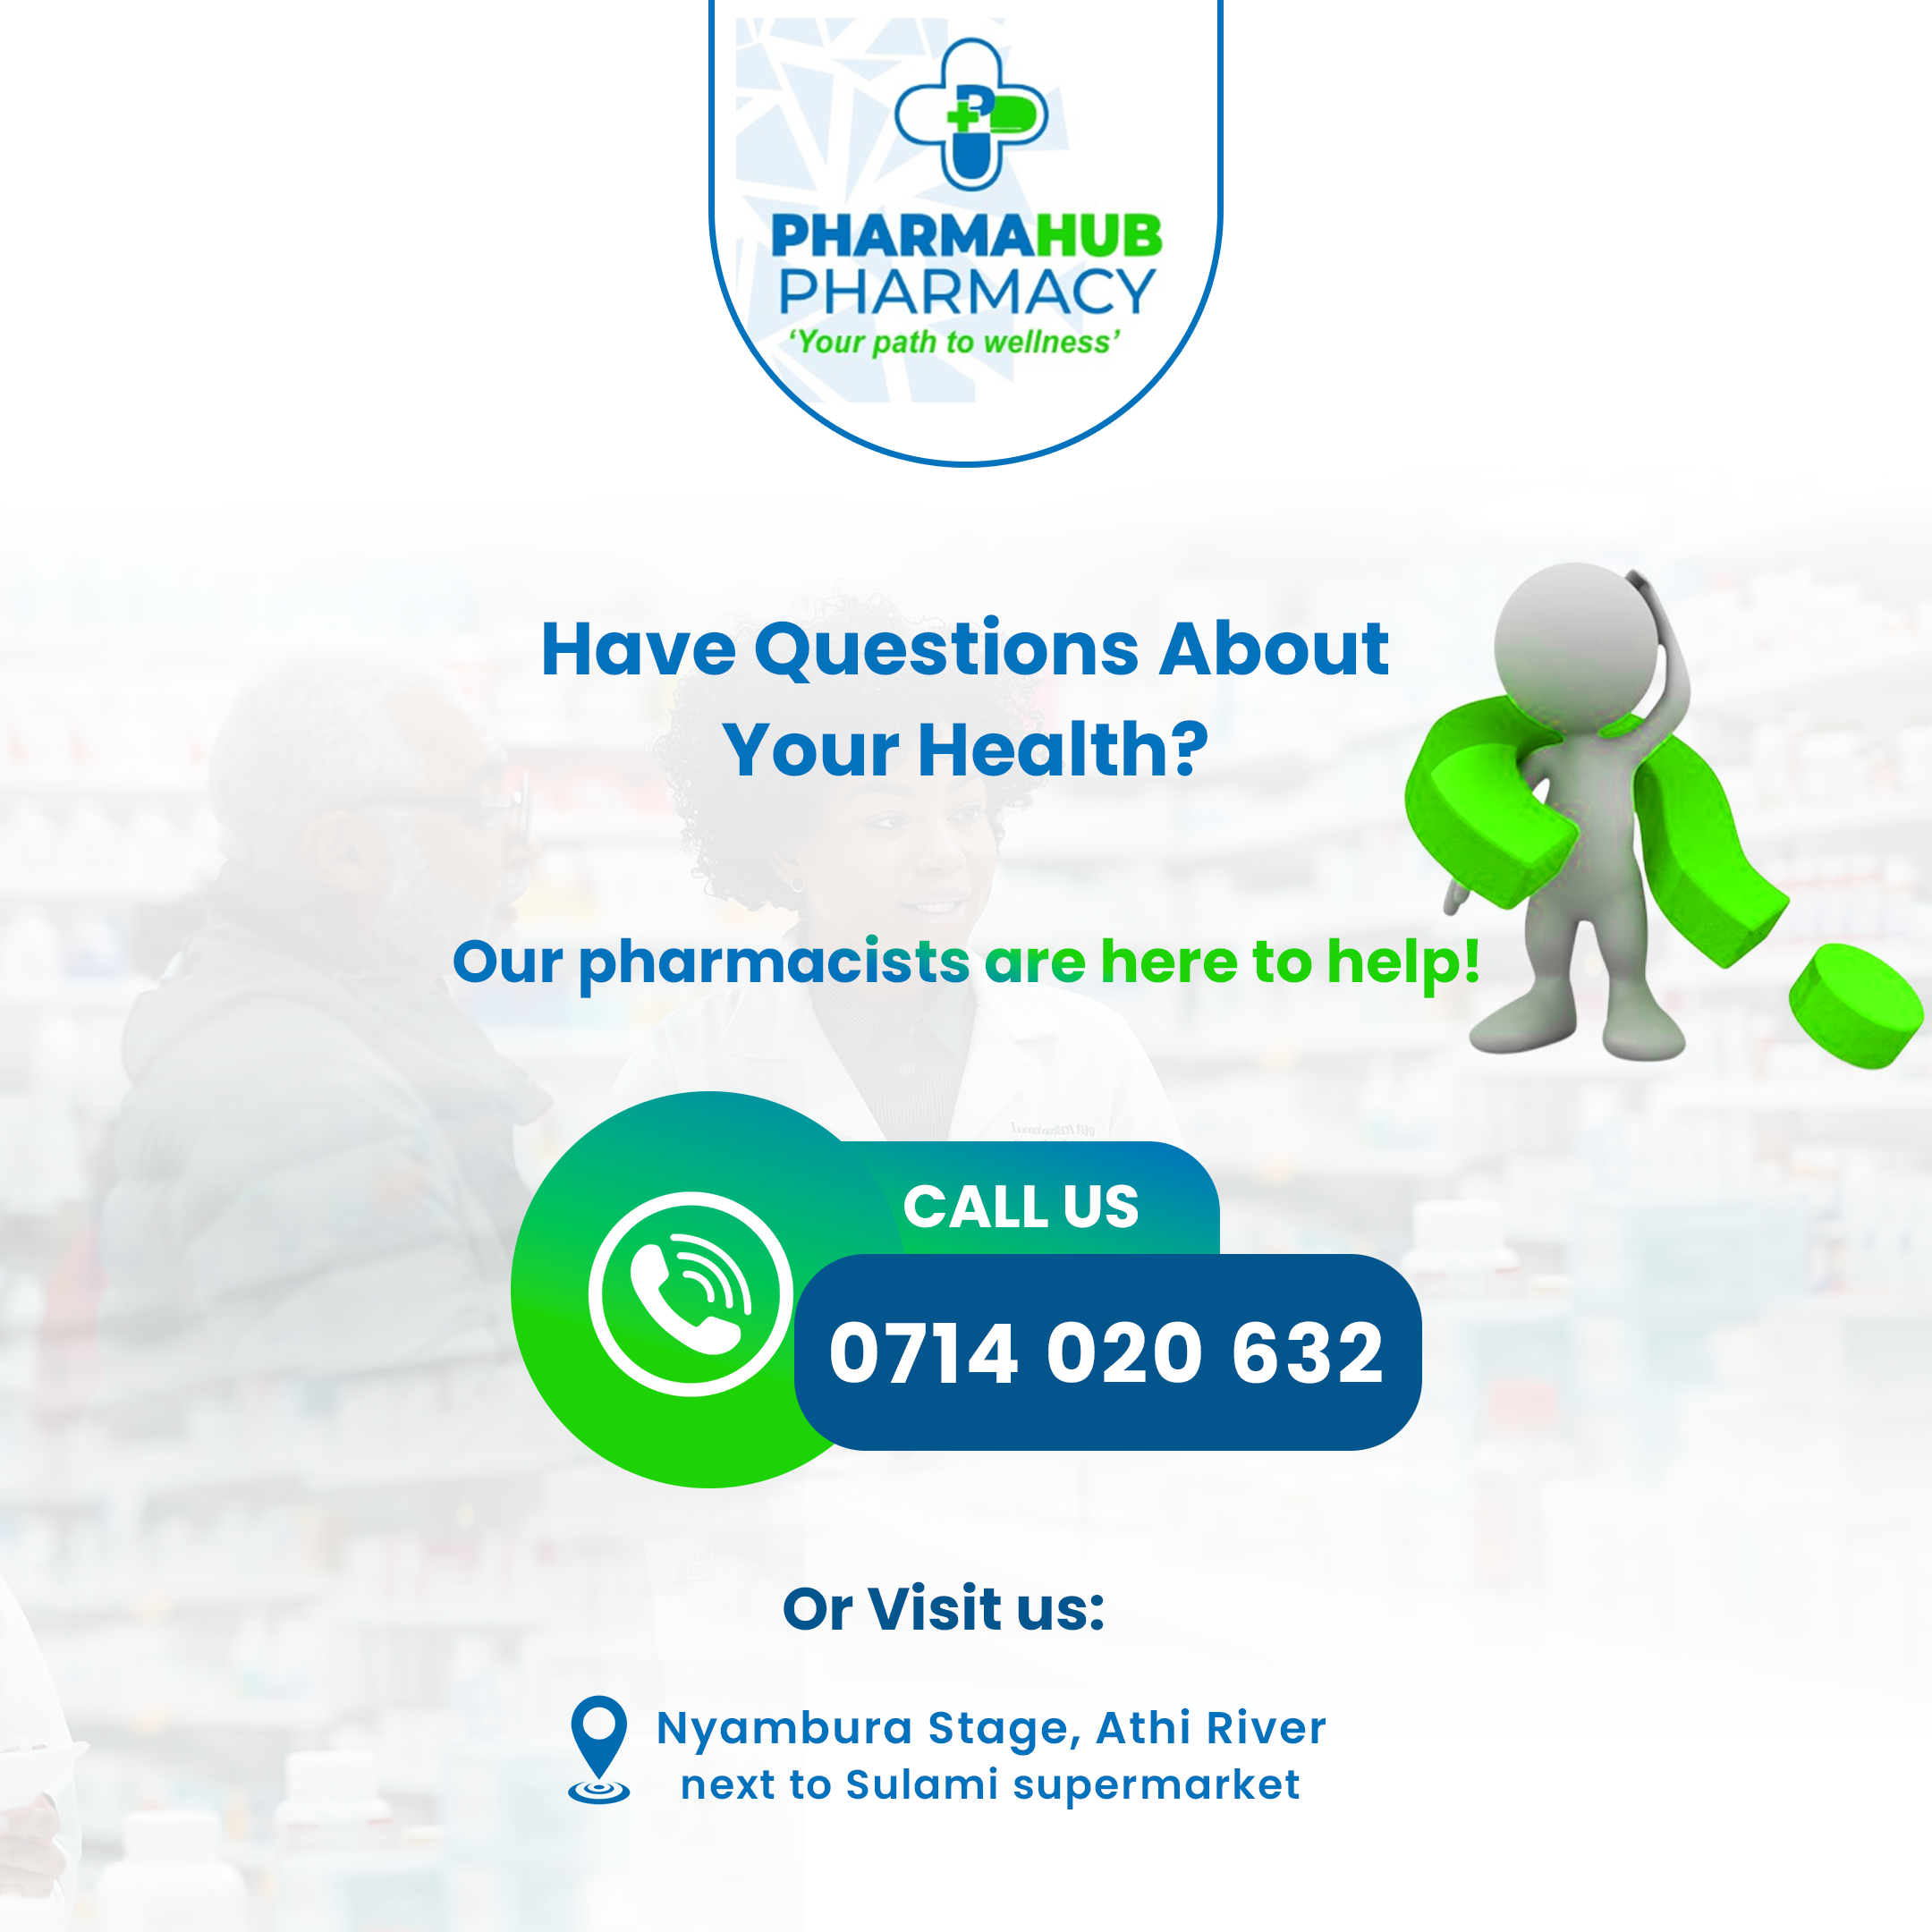 PHARMAHUB
PHARMACY
‘Your path to wellness’
Have Questions About
Your Health?
Our pharmacists are here to help!
CALL US
0714 020 632
Or Visit us:
Nyambura Stage, Athi River
next to Sulami supermarket